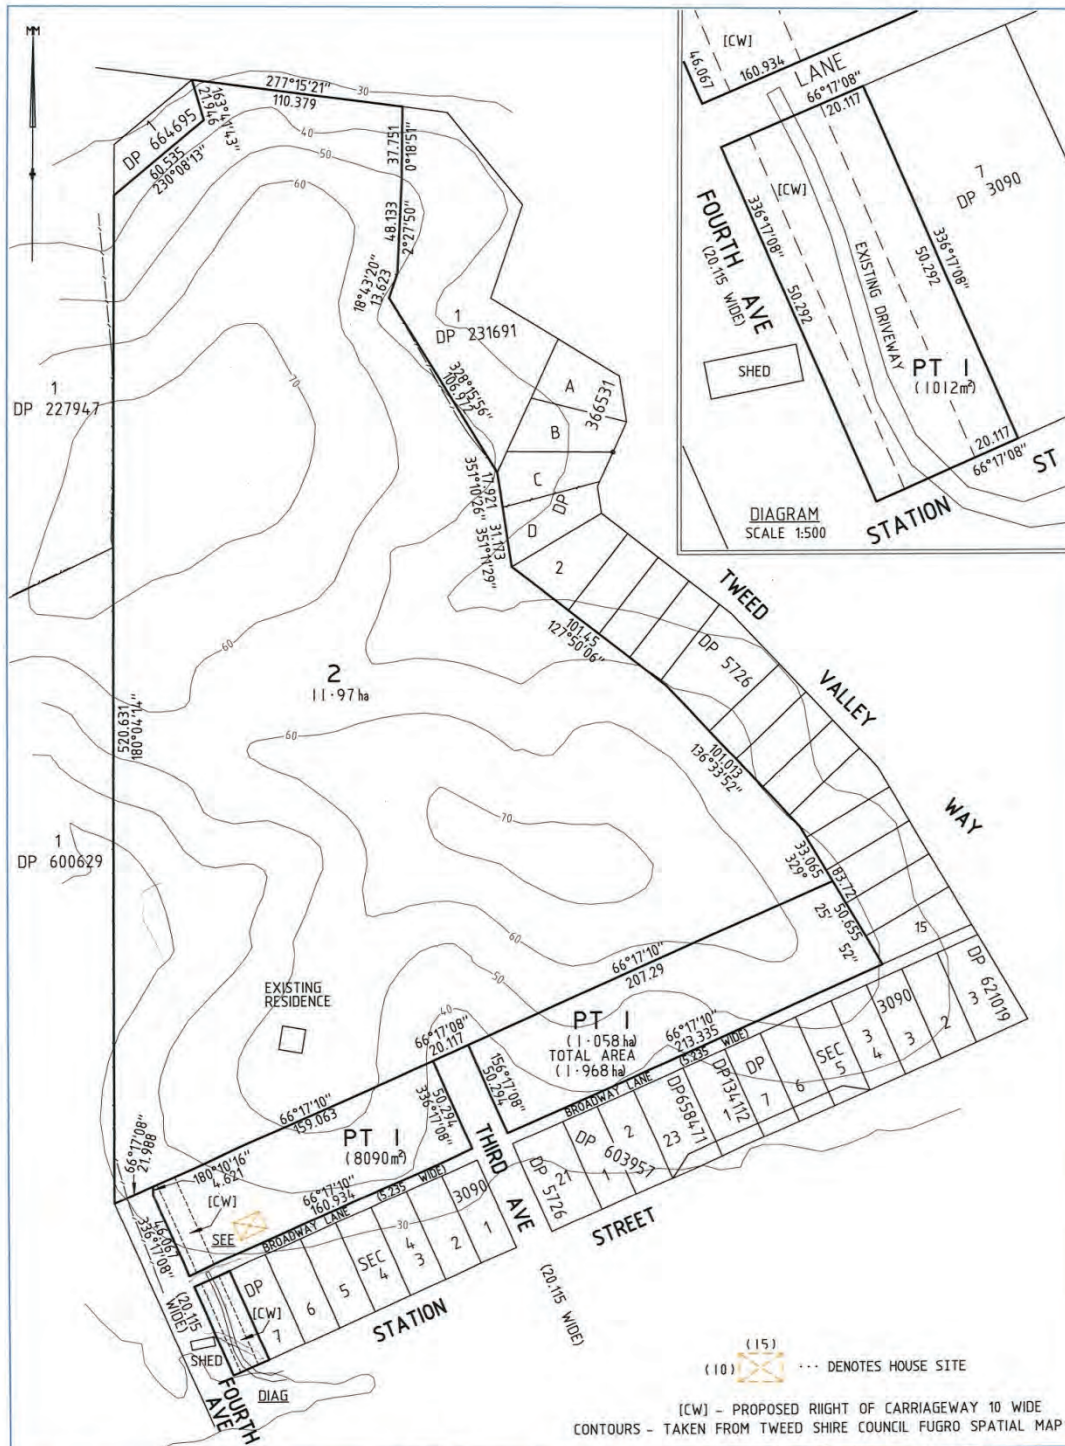 MM
277°15'21"
110.379
30
1
DP 664695
163°41'43"
21.946
60.535
230°08'13"
40
50
60
37.751
0°18'51"
48.133
2°27'50"
18°43'20"
13.623
1
DP 231691
328°15'56"
106.972
A
366531
B
C
DP
D
2
17.921
351°10'26"
31.173
351°11'29"
1
DP 227947
70
60
2
11.97 ha
520.631
180°04'14"
1
DP 600629
60
70
60
50
40
30
101.45
127°50'06"
101.013
136°33'52"
DP 5726
TWEED
VALLEY
WAY
33.065
329°
83.72
50.655
25'
52"
15
EXISTING
RESIDENCE
66°17'10"
207.29
66°17'08"
20.117
PT 1
(1.058 ha)
TOTAL AREA
(1.968 ha)
66°17'10"
213.335
BROADWAY LANE (5.235 WIDE)
156°17'08"
50.294
50.294
336°17'08"
66°17'10"
159.063
PT 1
(8090m²)
66°17'08"
21.988
180°10'16"
4.621
[CW]
SEE
46.067
336°17'08"
66°17'10"
160.934
BROADWAY LANE (5.235 WIDE)
THIRD AVE
(20.115 WIDE)
DP 621019
3
2
3
3090
3
4
SEC
5
6
DP
7
DP134112
1
DP658471
23
2
DP 603957
1
21
DP 5726
STREET
3090
1
2
4
3
SEC
4
5
6
DP
7
[CW]
STATION
(20.115 WIDE)
SHED
FOURTH AVE
DIAG
[CW]
46.067
160.934
LANE
66°17'08"
20.117
7
DP 3090
[CW]
FOURTH AVE
(20.115 WIDE)
336°17'08"
50.292
EXISTING DRIVEWAY
336°17'08"
50.292
SHED
PT 1
(1012m²)
20.117
66°17'08"
STATION ST
DIAGRAM
SCALE 1:500
(15)
(10) ... DENOTES HOUSE SITE
[CW] - PROPOSED RIIGHT OF CARRIAGEWAY 10 WIDE
CONTOURS - TAKEN FROM TWEED SHIRE COUNCIL FUGRO SPATIAL MAP